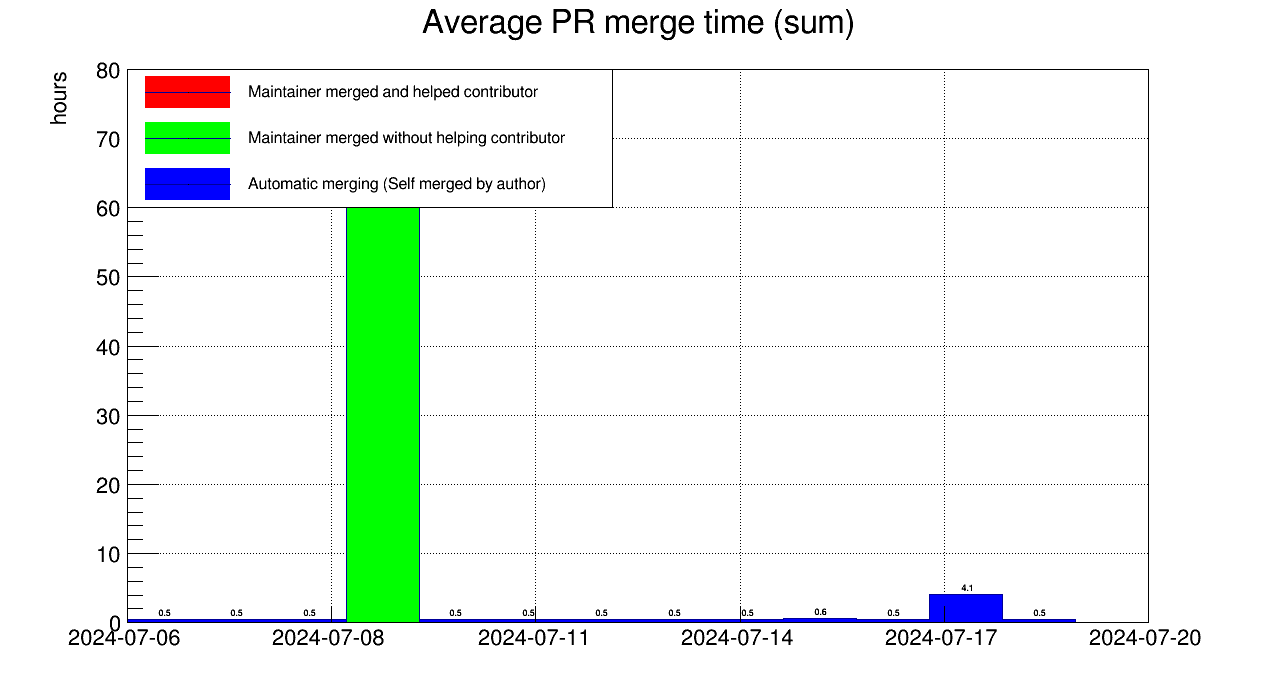 Average PR merge time (sum)
hours
80
70
60
50
40
30
20
10
0
Maintainer merged and helped contributor
Maintainer merged without helping contributor
Automatic merging (Self merged by author)
0.5 0.5 0.5 0.5 0.5 0.5 0.5 0.5 0.6 0.5 4.1 0.5
2024-07-06 2024-07-08 2024-07-11 2024-07-14 2024-07-17 2024-07-20